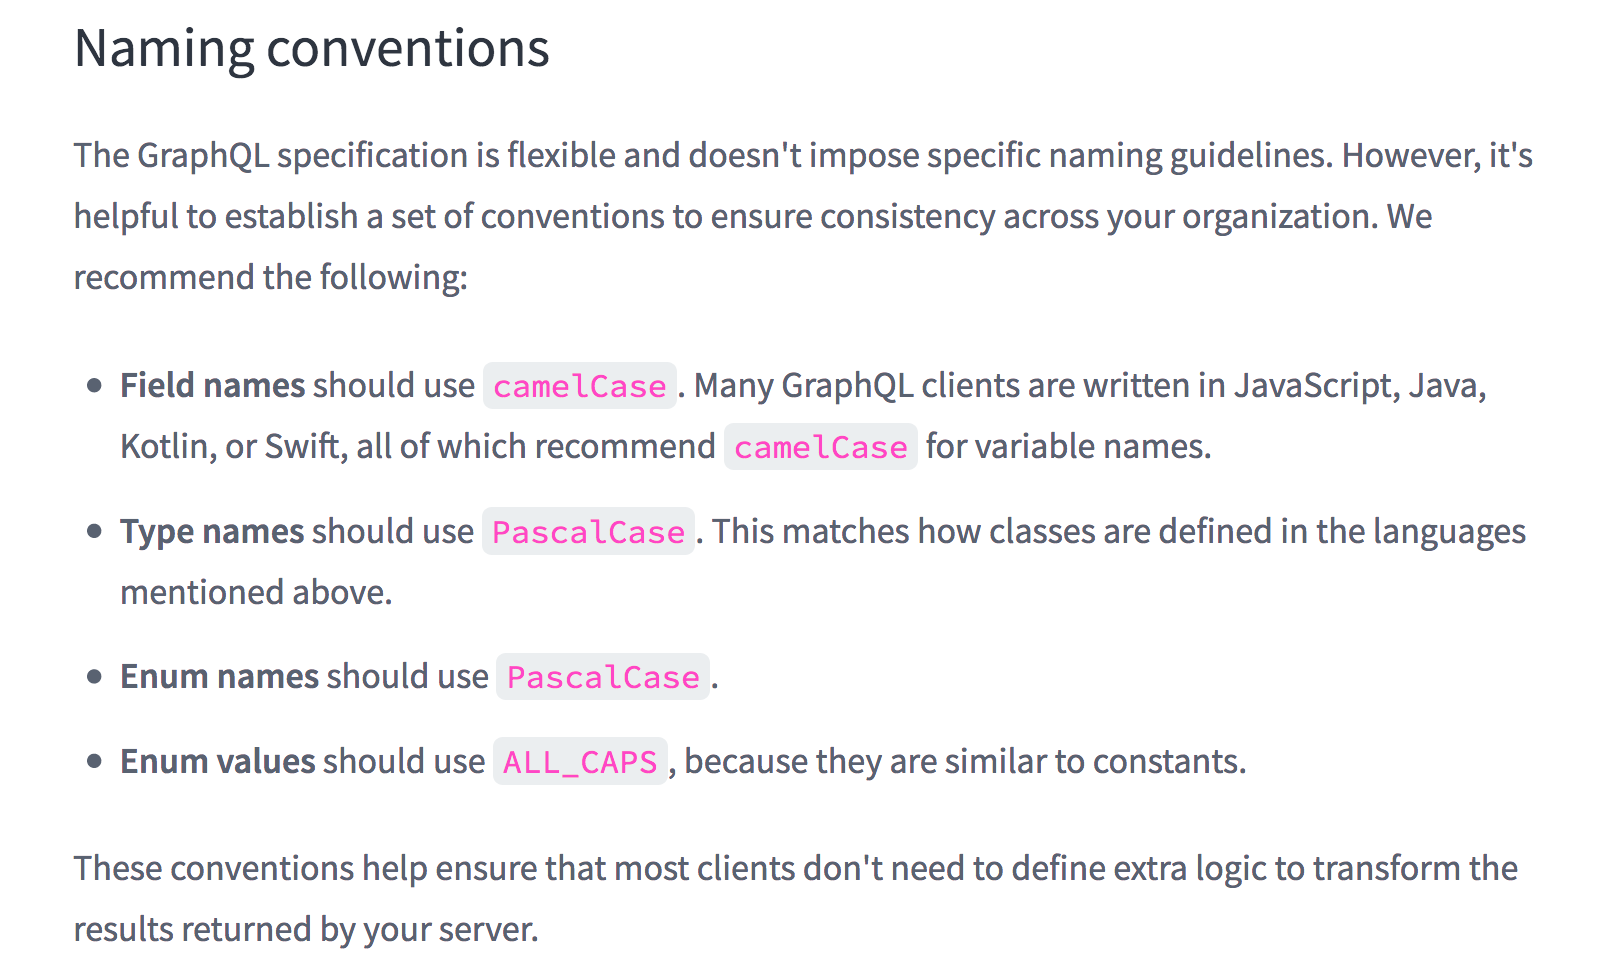 Naming conventions
The GraphQL specification is flexible and doesn't impose specific naming guidelines. However, it's
helpful to establish a set of conventions to ensure consistency across your organization. We
recommend the following:
• Field names should use camelCase. Many GraphQL clients are written in JavaScript, Java,
Kotlin, or Swift, all of which recommend camelCase for variable names.
• Type names should use PascalCase. This matches how classes are defined in the languages
mentioned above.
• Enum names should use PascalCase.
• Enum values should use ALL_CAPS, because they are similar to constants.
These conventions help ensure that most clients don't need to define extra logic to transform the
results returned by your server.